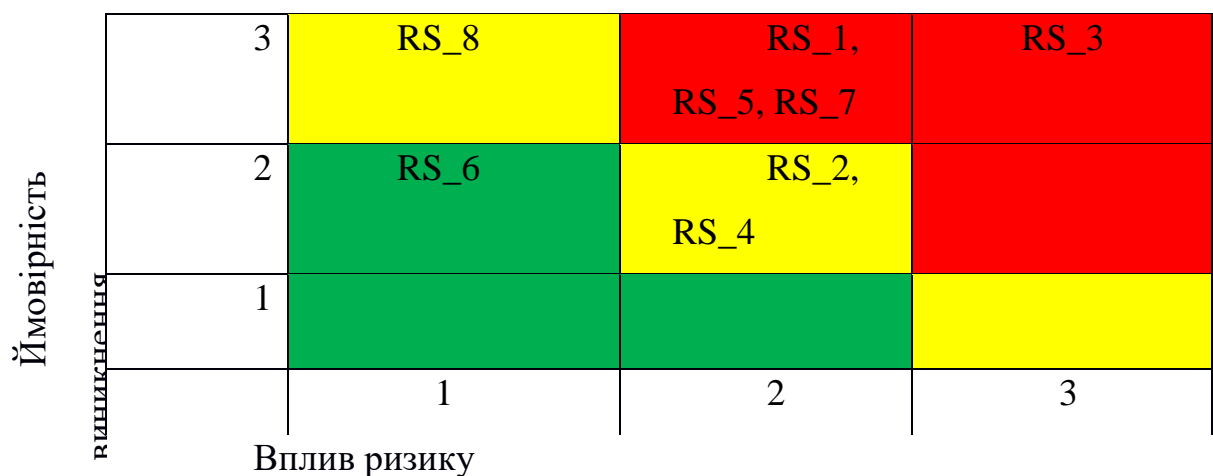 3 RS_8 RS_1, RS_3
RS_5, RS_7
2 RS_6 RS_2,
RS_4
1
1 2 3
Ймовірність
виникнення
Вплив ризику